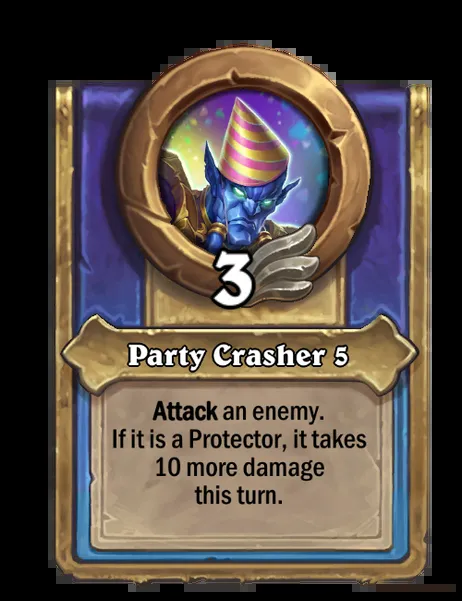 3
Party Crasher 5
Attack an enemy.
If it is a Protector, it takes
10 more damage
this turn.